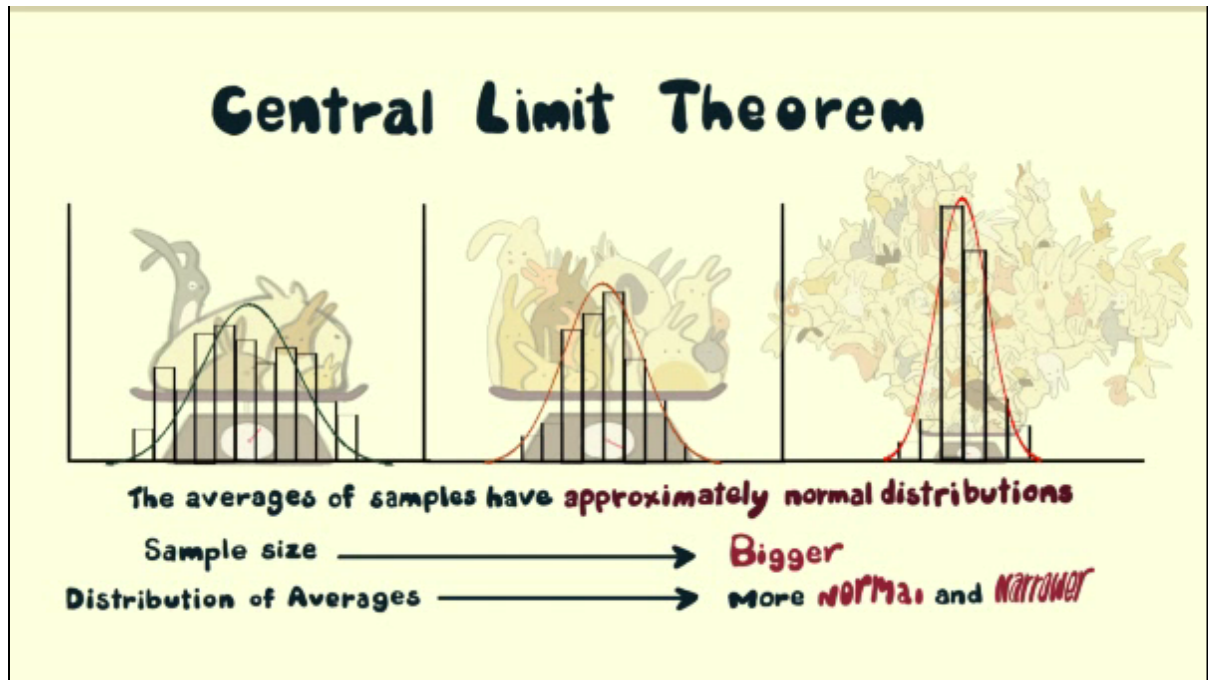 Central Limit Theorem
The averages of samples have approximately normal distributions
Sample size
Bigger
Distribution of Averages
More Normal and Narrower